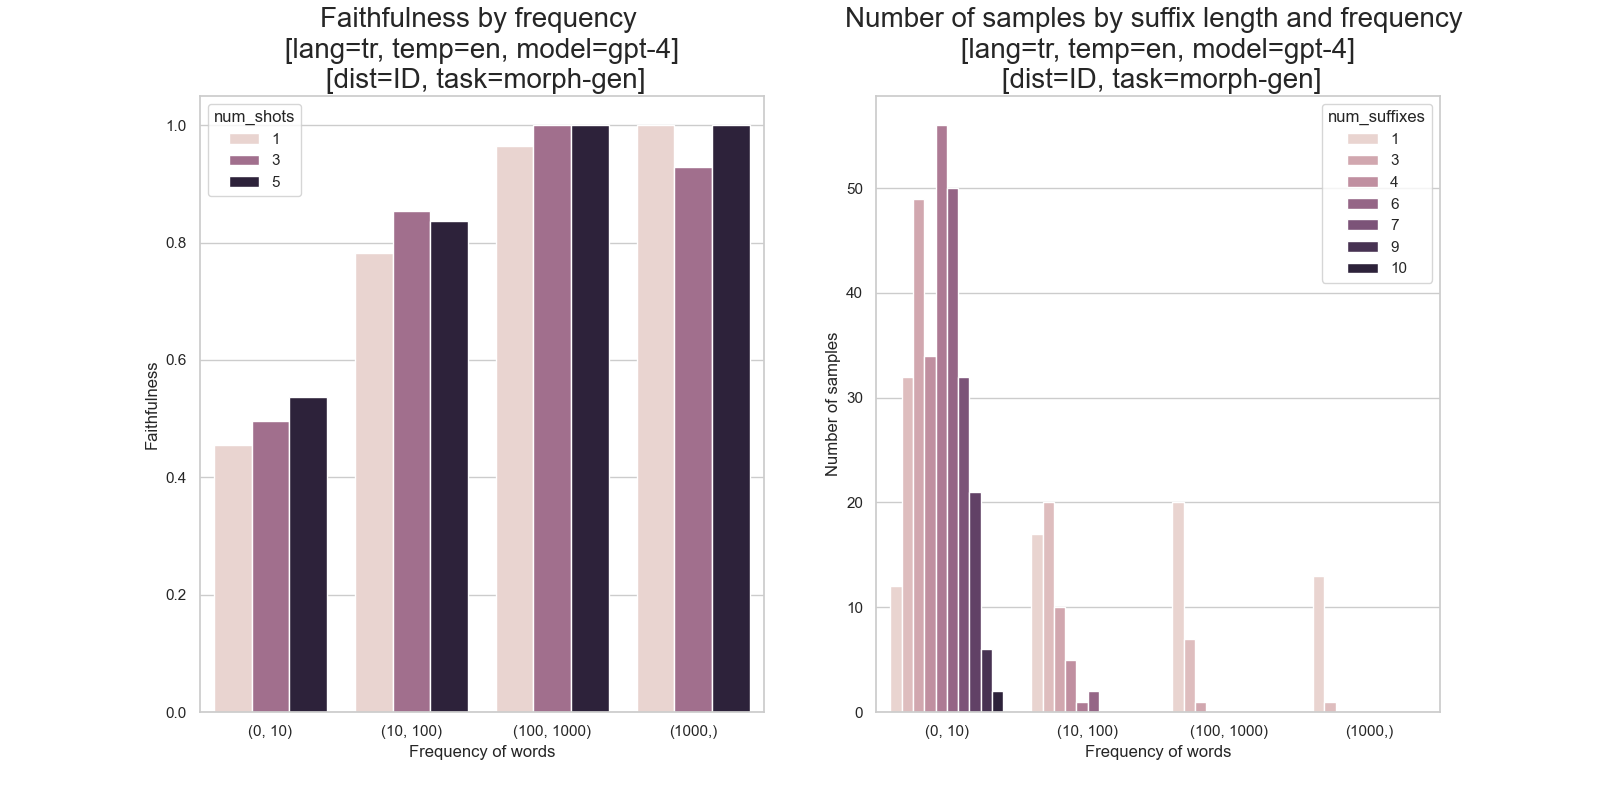 Faithfulness by frequency
[lang=tr, temp=en, model=gpt-4]
[dist=ID, task=morph-gen]
num_shots
1
3
5
1.0
0.8
0.6
0.4
0.2
0.0
Faithfulness
(0, 10)
(10, 100)
(100, 1000)
(1000,)
Frequency of words
Number of samples by suffix length and frequency
[lang=tr, temp=en, model=gpt-4]
[dist=ID, task=morph-gen]
num_suffixes
1
3
4
6
7
9
10
50
40
30
20
10
0
Number of samples
(0, 10)
(10, 100)
(100, 1000)
(1000,)
Frequency of words